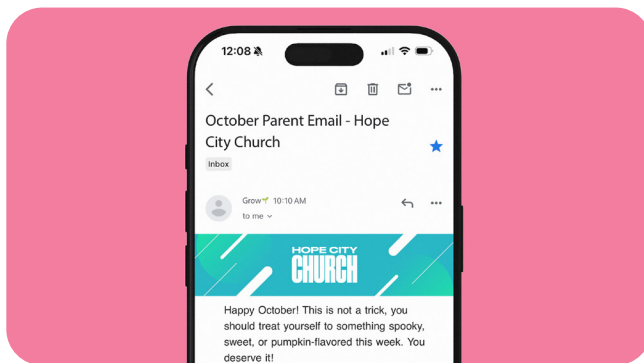 12:08
October Parent Email - Hope
City Church
Inbox
Grow 10:10 AM
to me
HOPE CITY
CHURCH
Happy October! This is not a trick, you
should treat yourself to something spooky,
sweet, or pumpkin-flavored this week. You
deserve it!